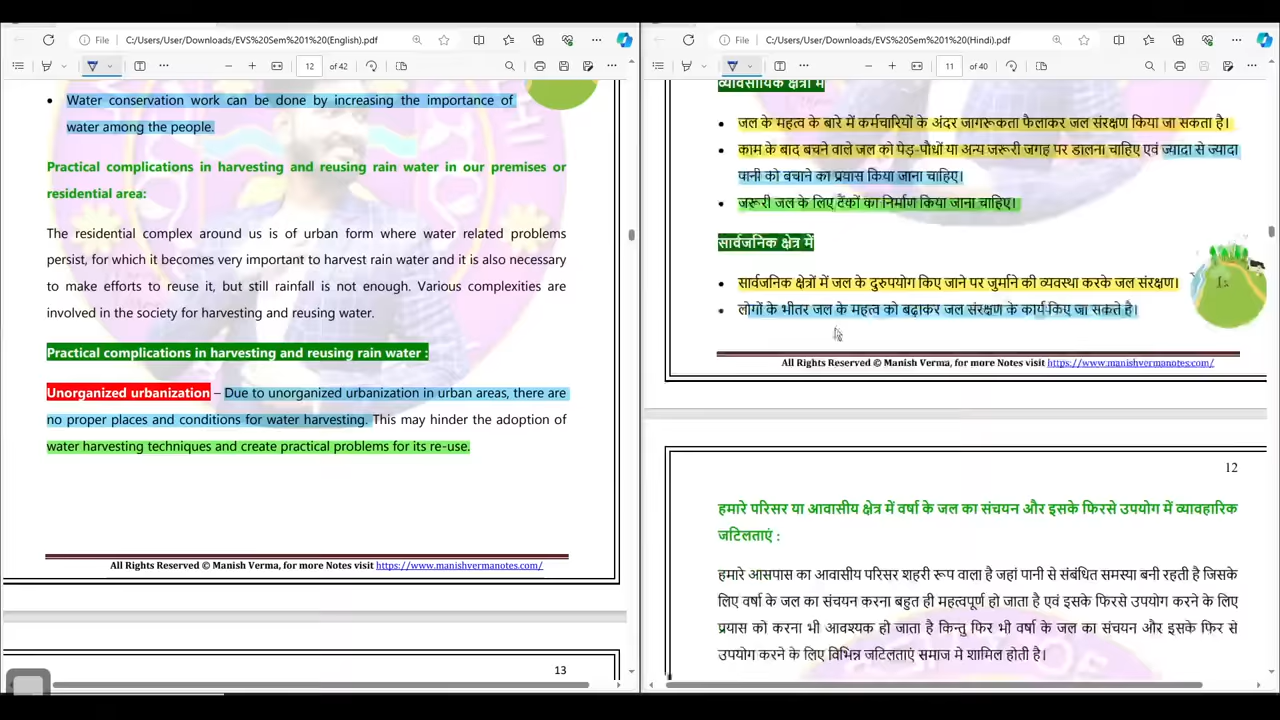 File C:/Users/User/Downloads/EVS%20Sem%201%20(English).pdf
12 of 42
Water conservation work can be done by increasing the importance of
water among the people.
Practical complications in harvesting and reusing rain water in our premises or
residential area:
The residential complex around us is of urban form where water related problems
persist, for which it becomes very important to harvest rain water and it is also necessary
to make efforts to reuse it, but still rainfall is not enough. Various complexities are
involved in the society for harvesting and reusing water.
Practical complications in harvesting and reusing rain water :
Unorganized urbanization – Due to unorganized urbanization in urban areas, there are
no proper places and conditions for water harvesting. This may hinder the adoption of
water harvesting techniques and create practical problems for its re-use.
All Rights Reserved © Manish Verma, for more Notes visit https://www.manishvermanotes.com/
13
File C:/Users/User/Downloads/EVS%20Sem%201%20(Hindi).pdf
11 of 40
व्यावसायिक क्षेत्रों में
जल के महत्व के बारे में कर्मचारियों के अंदर जागरूकता फैलाकर जल संरक्षण किया जा सकता है।
काम के बाद बचने वाले जल को पेड़-पौधों या अन्य जरूरी जगह पर डालना चाहिए एवं ज्यादा से ज्यादा
पानी को बचाने का प्रयास किया जाना चाहिए।
जरूरी जल के लिए टैंकों का निर्माण किया जाना चाहिए।
सार्वजनिक क्षेत्र में
सार्वजनिक क्षेत्रों में जल के दुरुपयोग किए जाने पर जुर्माने की व्यवस्था करके जल संरक्षण।
लोगों के भीतर जल के महत्व को बढ़ाकर जल संरक्षण के कार्य किए जा सकते है।
All Rights Reserved © Manish Verma, for more Notes visit https://www.manishvermanotes.com/
12
हमारे परिसर या आवासीय क्षेत्र में वर्षा के जल का संचयन और इसके फिरसे उपयोग में व्यावहारिक
जटिलताएं :
हमारे आसपास का आवासीय परिसर शहरी रूप वाला है जहां पानी से संबंधित समस्या बनी रहती है जिसके
लिए वर्षा के जल का संचयन करना बहुत ही महत्वपूर्ण हो जाता है एवं इसके फिरसे उपयोग करने के लिए
प्रयास को करना भी आवश्यक हो जाता है किन्तु फिर भी वर्षा के जल का संचयन और इसके फिर से
उपयोग करने के लिए विभिन्न जटिलताएं समाज मे शामिल होती है।